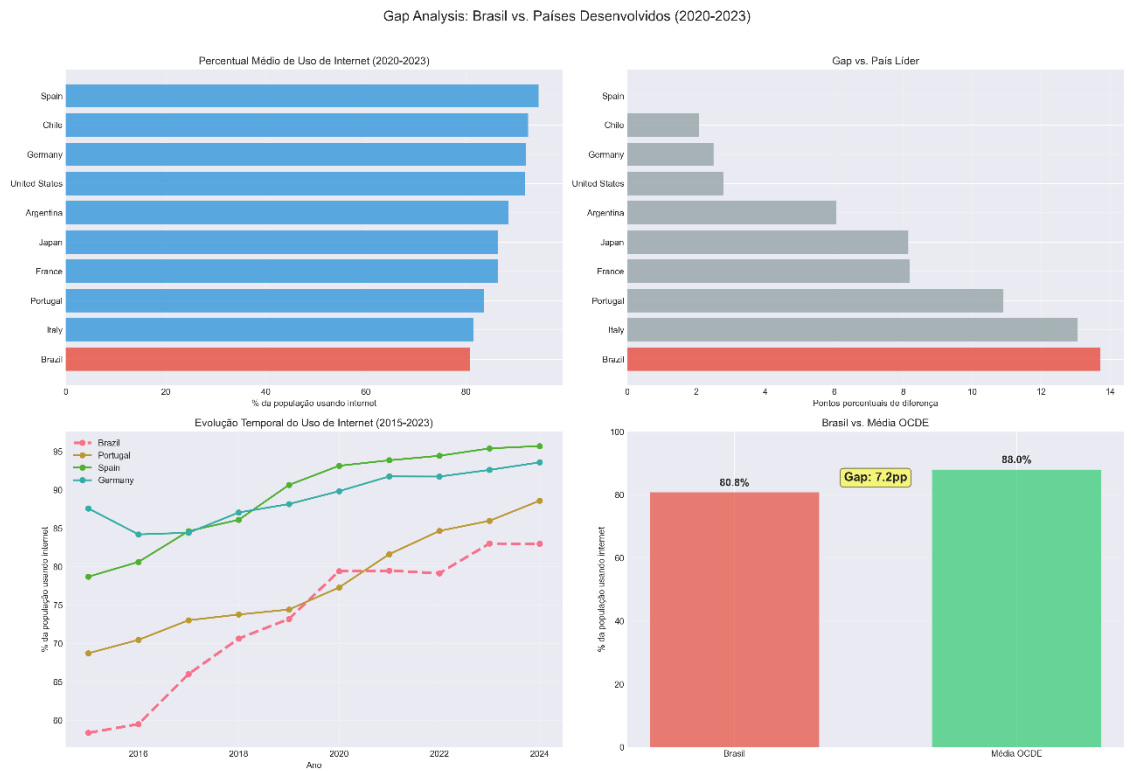 Gap Analysis: Brasil vs. Países Desenvolvidos (2020-2023)
Percentual Médio de Uso de Internet (2020-2023)
Spain
Chile
Germany
United States
Argentina
Japan
France
Portugal
Italy
Brazil
0 20 40 60 80
% da população usando internet
Gap vs. País Líder
Spain
Chile
Germany
United States
Argentina
Japan
France
Portugal
Italy
Brazil
0 2 4 6 8 10 12 14
Pontos percentuais de diferença
Evolução Temporal do Uso de Internet (2015-2023)
Brazil
Portugal
Spain
Germany
95
90
85
80
75
70
65
60
% da população usando internet
2016 2018 2020 2022 2024
Ano
Brasil vs. Média OCDE
100
80
60
40
20
0
% da população usando internet
80.8%
Gap: 7.2pp
88.0%
Brasil Média OCDE